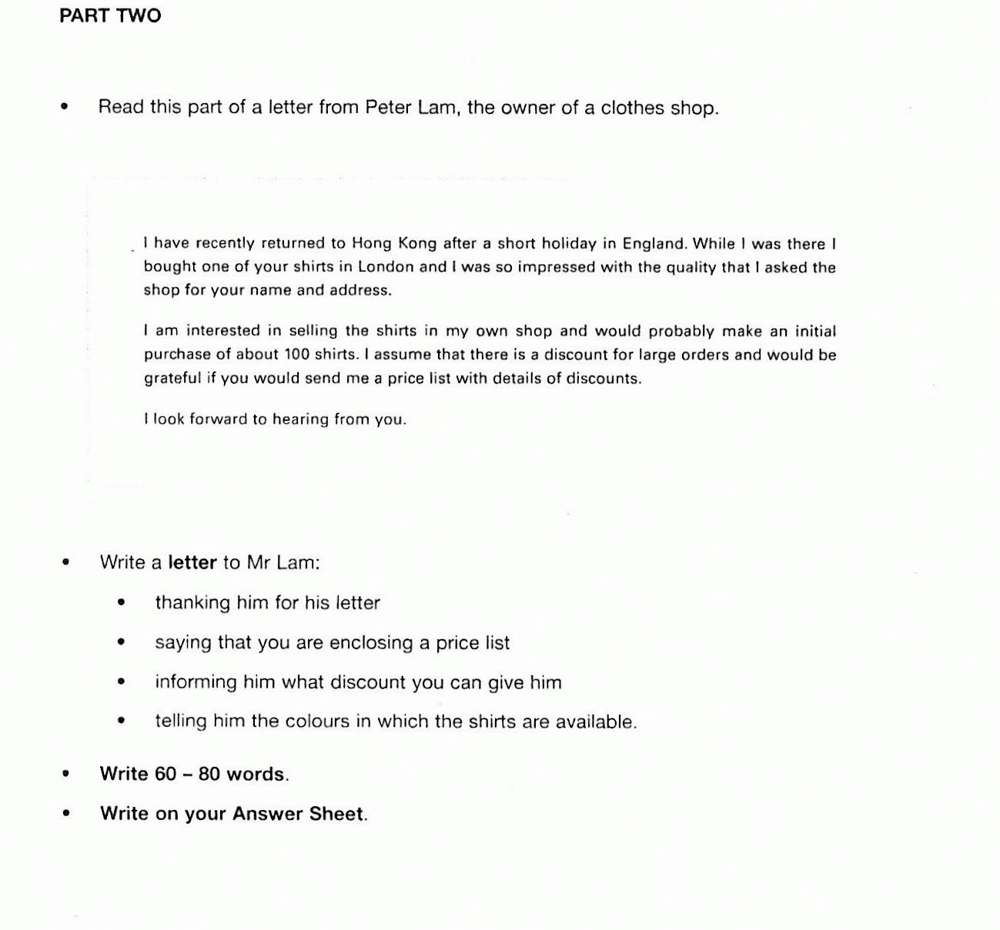 PART TWO
• Read this part of a letter from Peter Lam, the owner of a clothes shop.
I have recently returned to Hong Kong after a short holiday in England. While I was there I
bought one of your shirts in London and I was so impressed with the quality that I asked the
shop for your name and address.
I am interested in selling the shirts in my own shop and would probably make an initial
purchase of about 100 shirts. I assume that there is a discount for large orders and would be
grateful if you would send me a price list with details of discounts.
I look forward to hearing from you.
• Write a letter to Mr Lam:
• thanking him for his letter
• saying that you are enclosing a price list
• informing him what discount you can give him
• telling him the colours in which the shirts are available.
• Write 60 – 80 words.
• Write on your Answer Sheet.